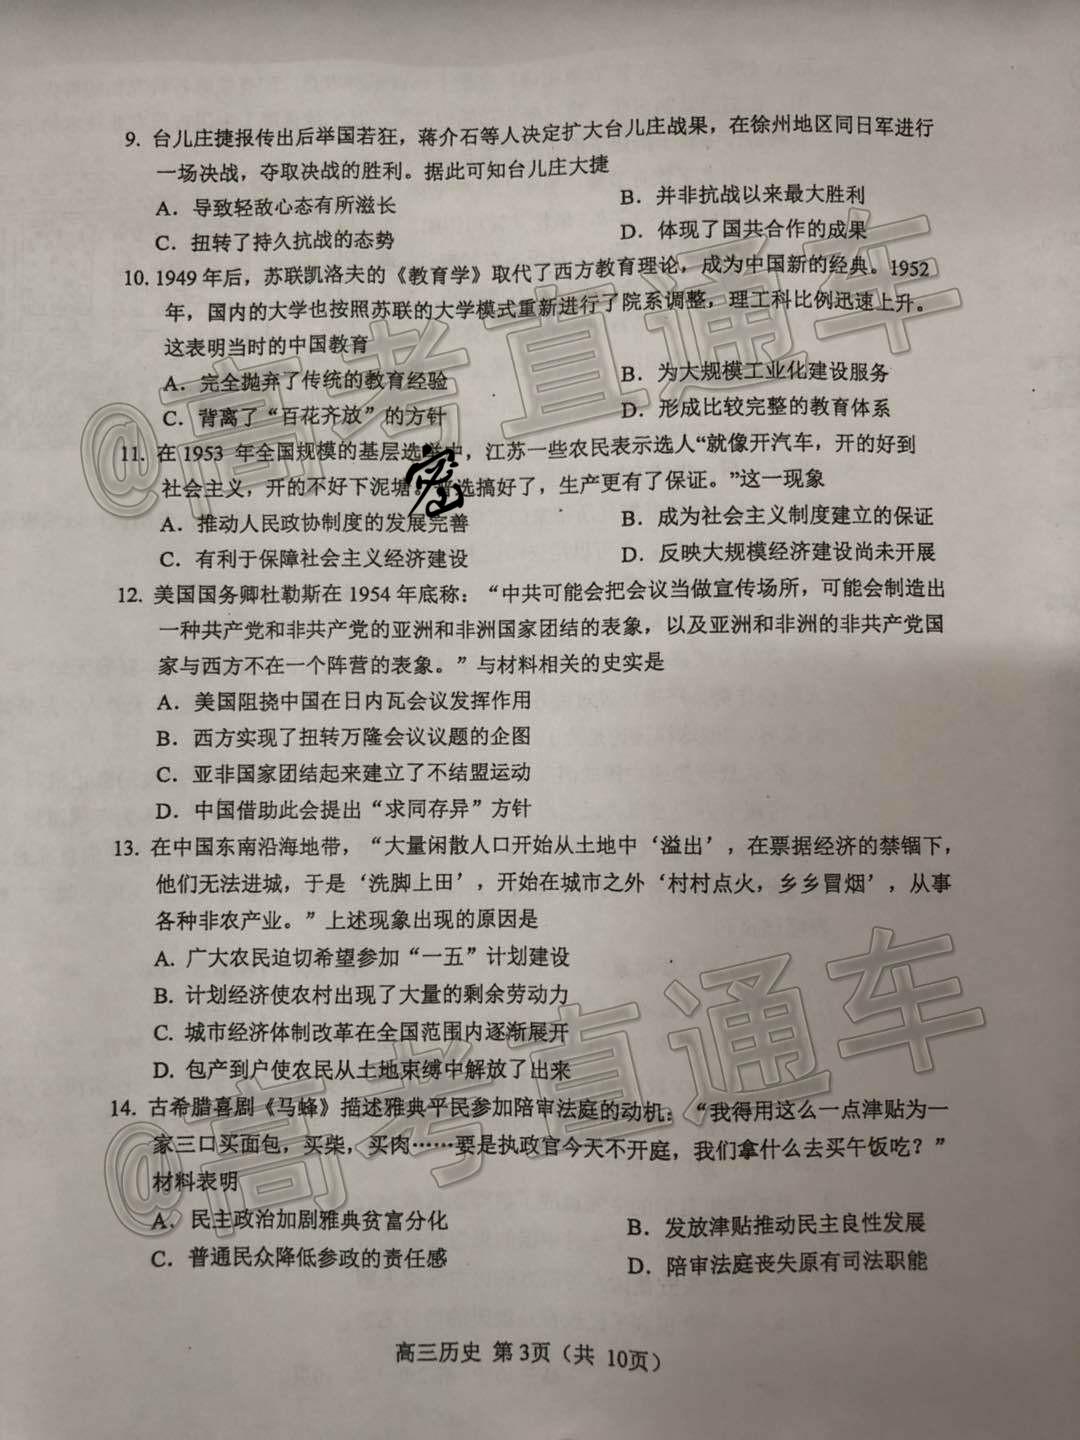 9. 台儿庄捷报传出后举国若狂，蒋介石等人决定扩大台儿庄战果，在徐州地区同日军进行
一场决战，夺取决战的胜利。据此可知台儿庄大捷
A．导致轻敌心态有所滋长 B．并非抗战以来最大胜利
C．扭转了持久抗战的态势 D．体现了国共合作的成果
10. 1949 年后，苏联凯洛夫的《教育学》取代了西方教育理论，成为中国新的经典。1952
年，国内的大学也按照苏联的大学模式重新进行了院系调整，理工科比例迅速上升。
这表明当时的中国教育
A．完全抛弃了传统的教育经验 B．为大规模工业化建设服务
C．背离了“百花齐放”的方针 D．形成比较完整的教育体系
11. 在 1953 年全国规模的基层选举中，江苏一些农民表示选人“就像开汽车，开的好到
社会主义，开的不好下泥塘。普选搞好了，生产更有了保证。”这一现象
密
A．推动人民政协制度的发展完善 B．成为社会主义制度建立的保证
C．有利于保障社会主义经济建设 D．反映大规模经济建设尚未开展
12. 美国国务卿杜勒斯在 1954 年底称：“中共可能会把会议当做宣传场所，可能会制造出
一种共产党和非共产党的亚洲和非洲国家团结的表象，以及亚洲和非洲的非共产党国
家与西方不在一个阵营的表象。”与材料相关的史实是
A．美国阻挠中国在日内瓦会议发挥作用
B．西方实现了扭转万隆会议议题的企图
C．亚非国家团结起来建立了不结盟运动
D．中国借助此会提出“求同存异”方针
13. 在中国东南沿海地带，“大量闲散人口开始从土地中‘溢出’，在票据经济的禁锢下，
他们无法进城，于是‘洗脚上田’，开始在城市之外‘村村点火，乡乡冒烟’，从事
各种非农产业。”上述现象出现的原因是
A. 广大农民迫切希望参加“一五”计划建设
B. 计划经济使农村出现了大量的剩余劳动力
C. 城市经济体制改革在全国范围内逐渐展开
D. 包产到户使农民从土地束缚中解放了出来
14. 古希腊喜剧《马蜂》描述雅典平民参加陪审法庭的动机：“我得用这么一点津贴为一
家三口买面包，买柴，买肉……要是执政官今天不开庭，我们拿什么去买午饭吃？”
材料表明
A．民主政治加剧雅典贫富分化 B．发放津贴推动民主良性发展
C．普通民众降低参政的责任感 D．陪审法庭丧失原有司法职能
高三历史 第 3页（共 10页）
@高考直通车
@高考直通车